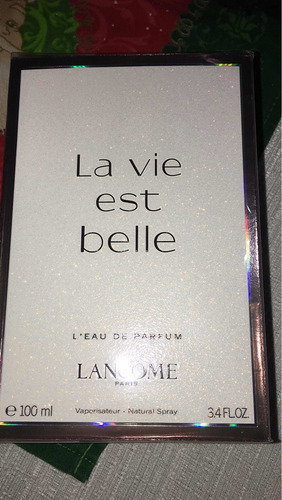 La vie
est
belle
L'EAU DE PARFUM
LANCÔME
PARIS
e 100 ml Vaporisateur - Natural Spray 3.4 FL.OZ.